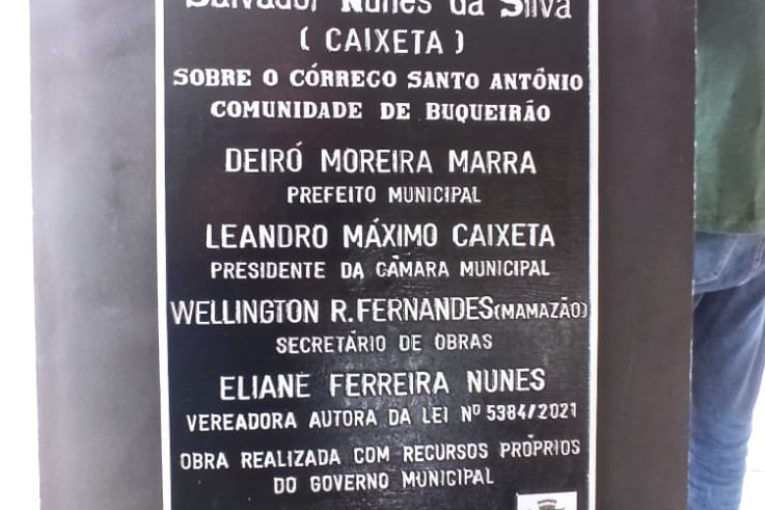 Salvador Nunes da Silva
( CAIXETA )
SOBRE O CÓRREGO SANTO ANTÔNIO
COMUNIDADE DE BUQUEIRÃO
DEIRÓ MOREIRA MARRA
PREFEITO MUNICIPAL
LEANDRO MÁXIMO CAIXETA
PRESIDENTE DA CÂMARA MUNICIPAL
WELLINGTON R. FERNANDES (MAMAZÃO)
SECRETÁRIO DE OBRAS
ELIANE FERREIRA NUNES
VEREADORA AUTORA DA LEI Nº 5384/2021
OBRA REALIZADA COM RECURSOS PRÓPRIOS
DO GOVERNO MUNICIPAL